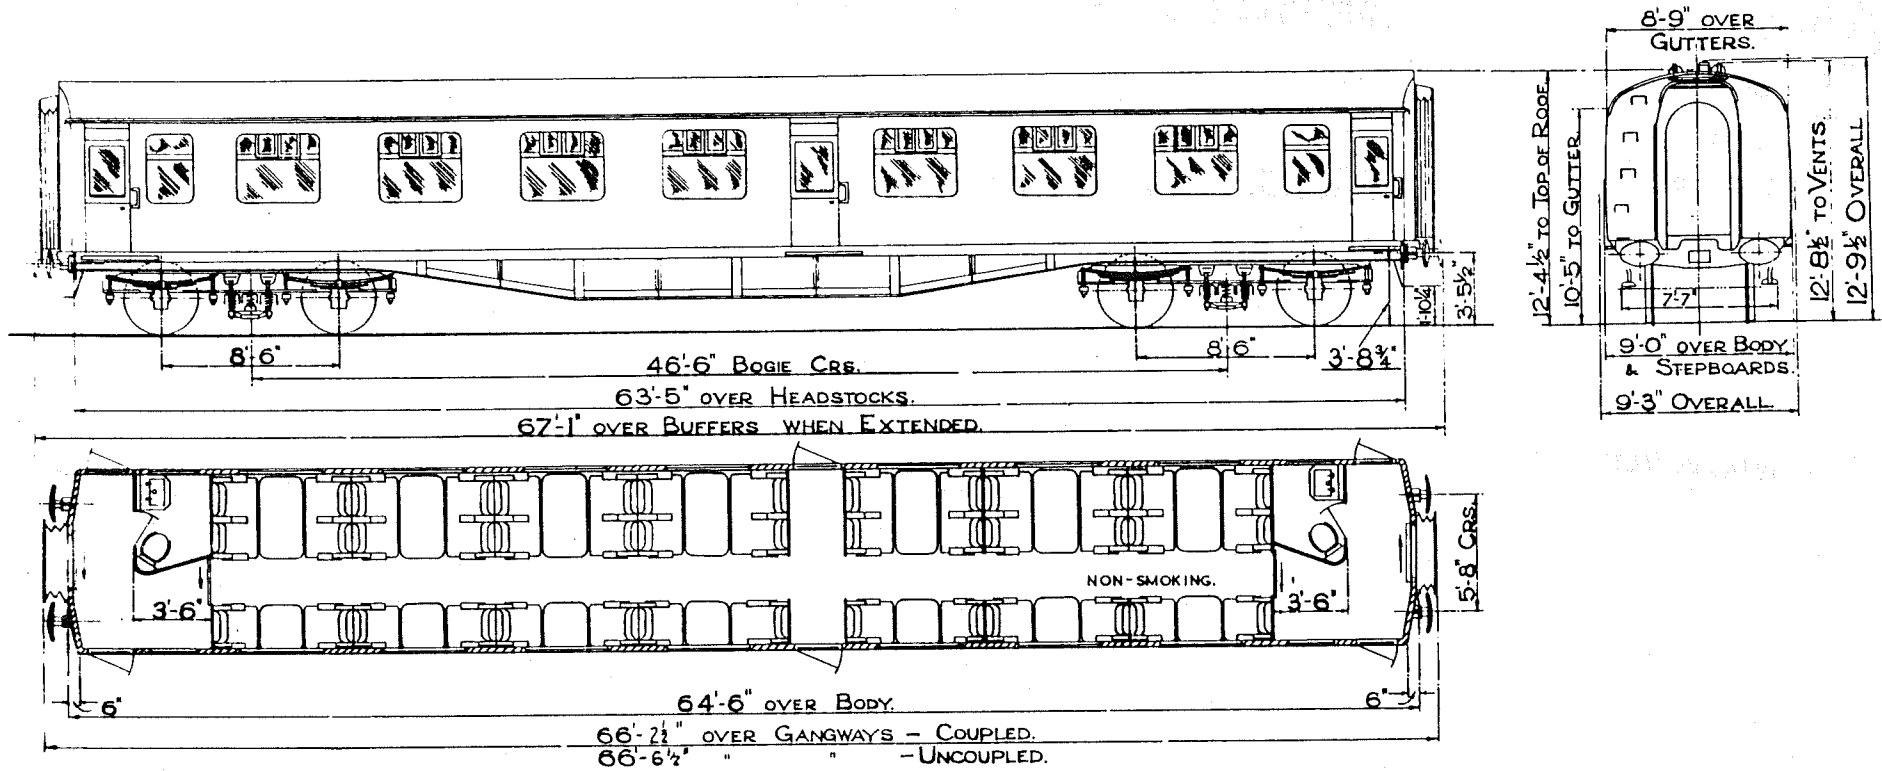 8'-9" OVER
GUTTERS.
12'-4½" TO TOP OF ROOF.
10'-5" TO GUTTER.
12'-8½" TO VENTS.
12'-9½" OVERALL
7'-7"
9'-0" OVER BODY
& STEPBOARDS.
9'-3" OVERALL
1'-10¼"
3'-5½"
3'-8¾"
8'-6"
46'-6" BOGIE CRS.
8'-6"
63'-5" OVER HEADSTOCKS.
67'-1" OVER BUFFERS WHEN EXTENDED.
NON-SMOKING.
3'-6"
3'-6"
5'-8" CRS.
6"
64'-6" OVER BODY.
6"
66'-2½" OVER GANGWAYS - COUPLED.
66'-6½" " " - UNCOUPLED.